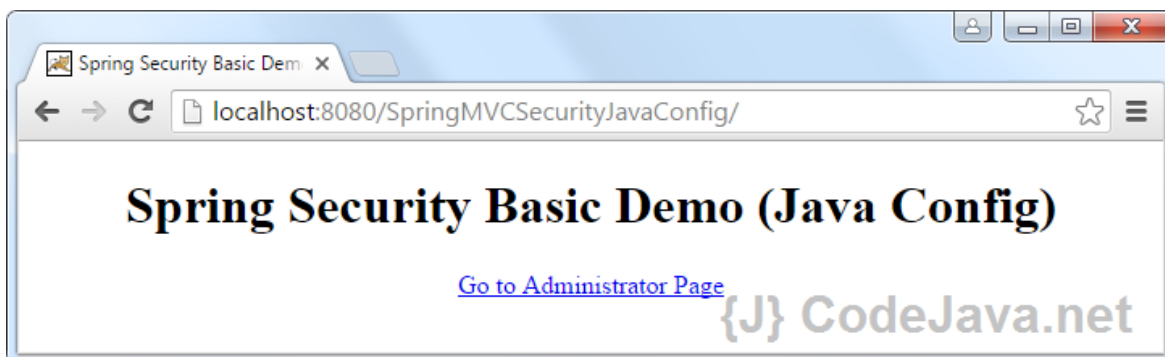 Spring Security Basic Dem
localhost:8080/SpringMVCSecurityJavaConfig/
Spring Security Basic Demo (Java Config)
Go to Administrator Page
{J} CodeJava.net